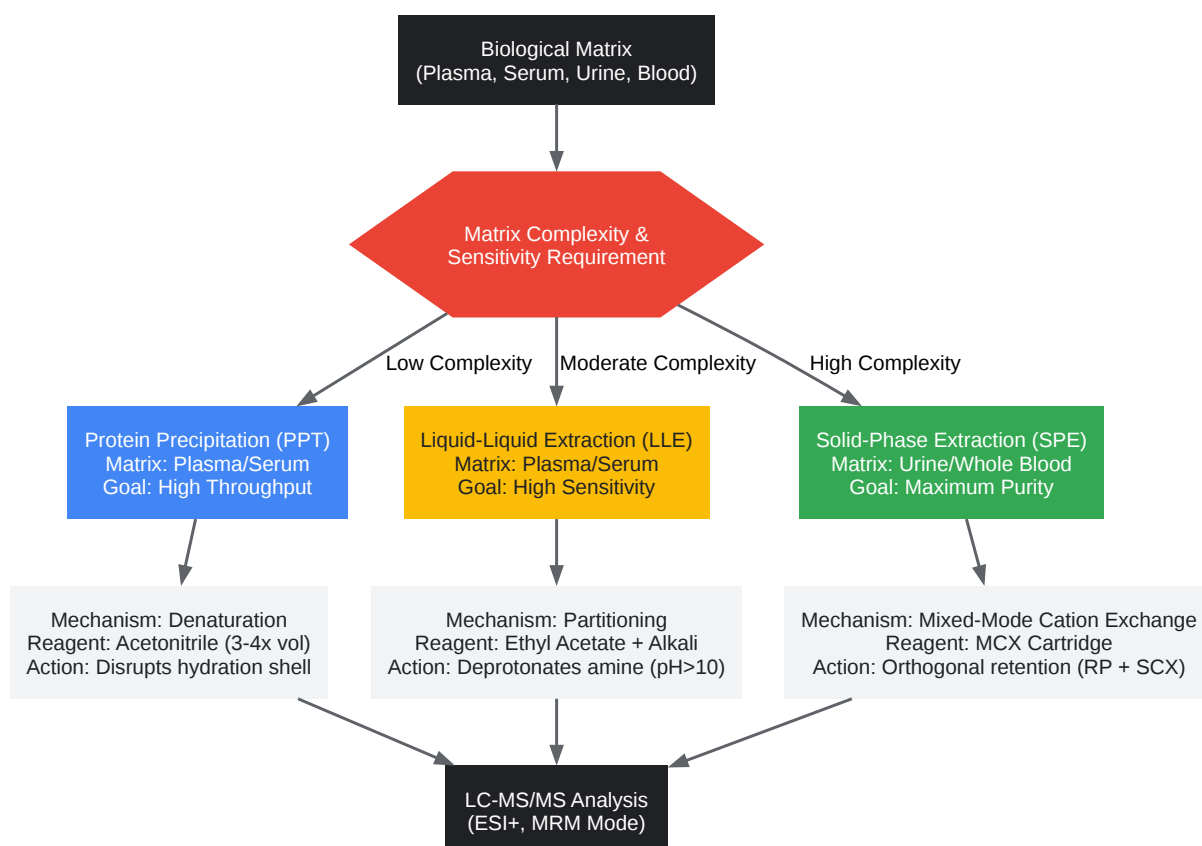 Biological Matrix
(Plasma, Serum, Urine, Blood)
Matrix Complexity &
Sensitivity Requirement
Low Complexity
Moderate Complexity
High Complexity
Protein Precipitation (PPT)
Matrix: Plasma/Serum
Goal: High Throughput
Liquid-Liquid Extraction (LLE)
Matrix: Plasma/Serum
Goal: High Sensitivity
Solid-Phase Extraction (SPE)
Matrix: Urine/Whole Blood
Goal: Maximum Purity
Mechanism: Denaturation
Reagent: Acetonitrile (3-4x vol)
Action: Disrupts hydration shell
Mechanism: Partitioning
Reagent: Ethyl Acetate + Alkali
Action: Deprotonates amine (pH>10)
Mechanism: Mixed-Mode Cation Exchange
Reagent: MCX Cartridge
Action: Orthogonal retention (RP + SCX)
LC-MS/MS Analysis
(ESI+, MRM Mode)